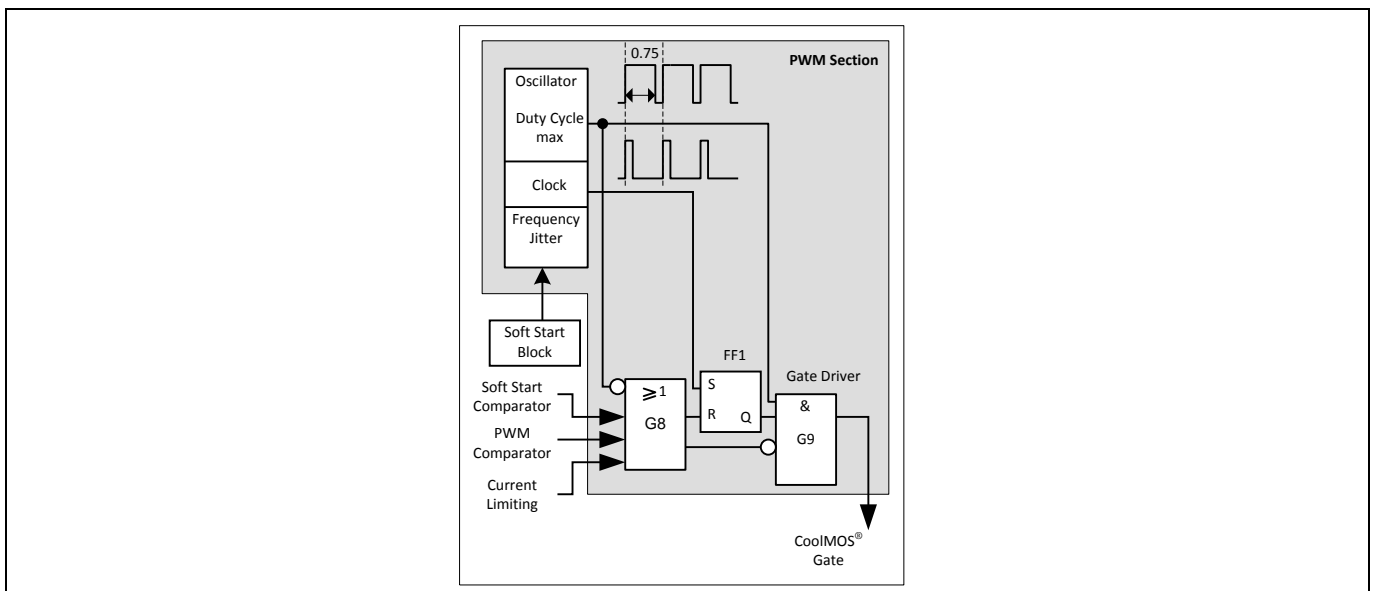 0.75
PWM Section
Oscillator
Duty Cycle
max
Clock
Frequency
Jitter
Soft Start
Block
FF1
Gate Driver
Soft Start
Comparator
PWM
Comparator
Current
Limiting
⩾1
G8
S
R Q
&
G9
CoolMOS®
Gate